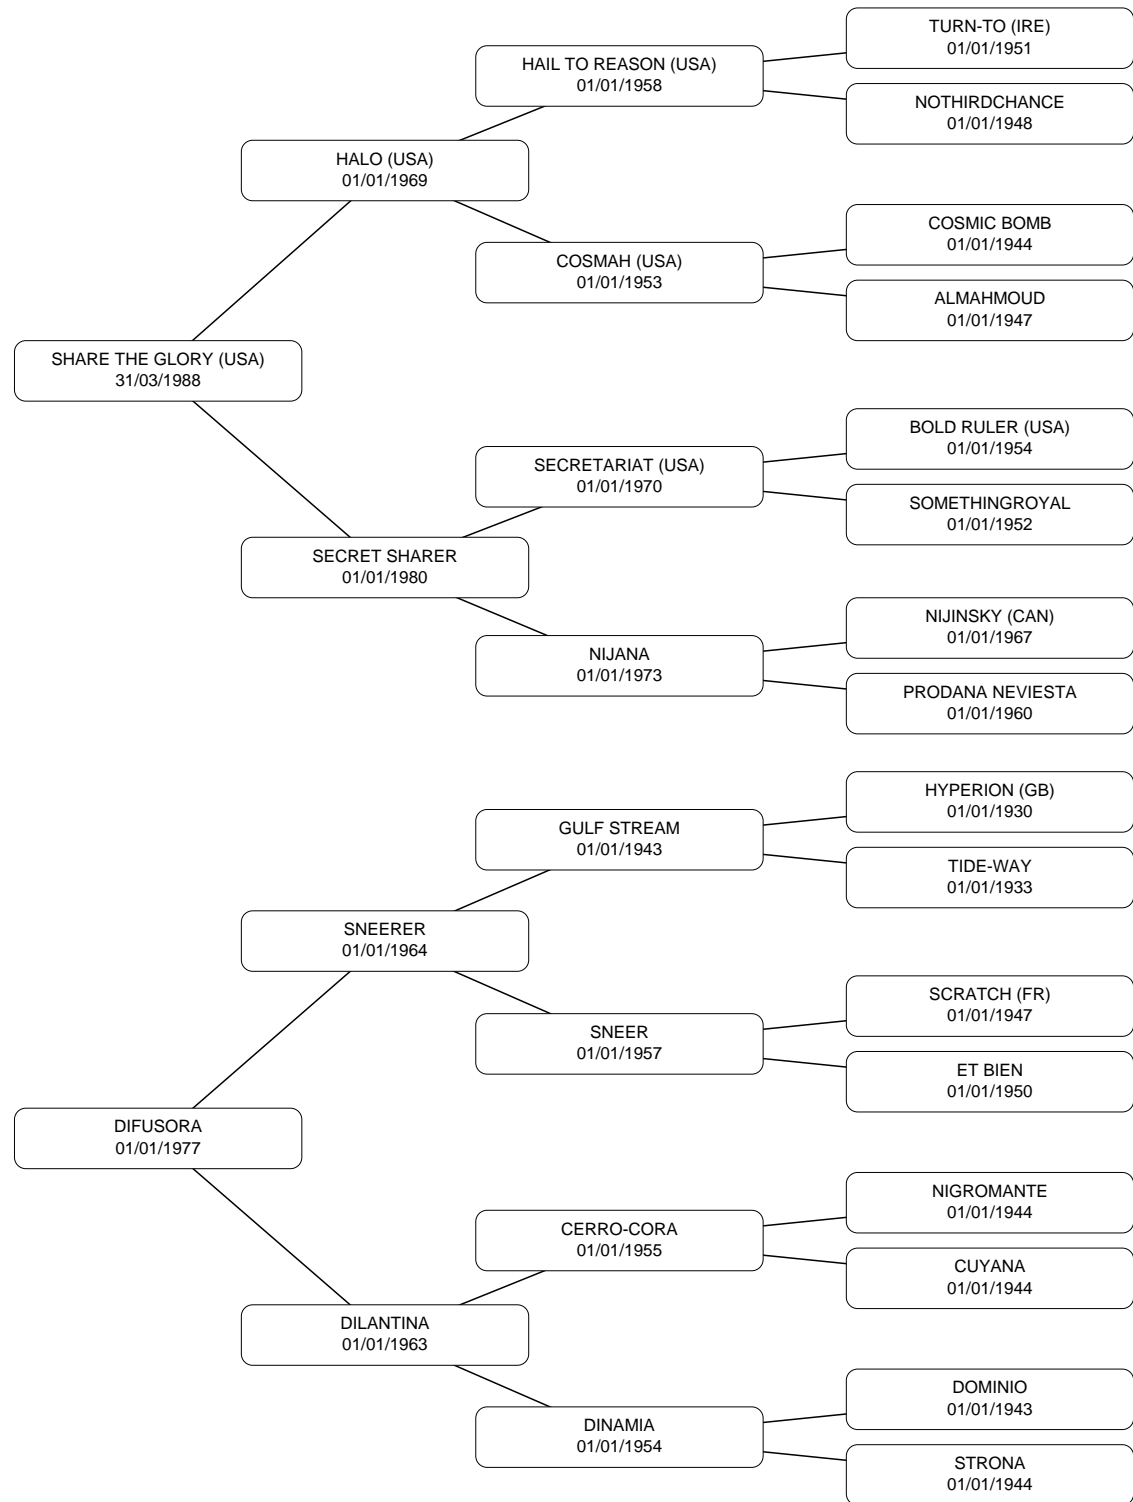 TURN-TO (IRE)
01/01/1951
HAIL TO REASON (USA)
01/01/1958
NOTHIRDCHANCE
01/01/1948
HALO (USA)
01/01/1969
COSMIC BOMB
01/01/1944
COSMAH (USA)
01/01/1953
ALMAHMOUD
01/01/1947
SHARE THE GLORY (USA)
31/03/1988
BOLD RULER (USA)
01/01/1954
SECRETARIAT (USA)
01/01/1970
SOMETHINGROYAL
01/01/1952
SECRET SHARER
01/01/1980
NIJINSKY (CAN)
01/01/1967
NIJANA
01/01/1973
PRODANA NEVIESTA
01/01/1960
HYPERION (GB)
01/01/1930
GULF STREAM
01/01/1943
TIDE-WAY
01/01/1933
SNEERER
01/01/1964
SCRATCH (FR)
01/01/1947
SNEER
01/01/1957
ET BIEN
01/01/1950
DIFUSORA
01/01/1977
NIGROMANTE
01/01/1944
CERRO-CORA
01/01/1955
CUYANA
01/01/1944
DILANTINA
01/01/1963
DOMINIO
01/01/1943
DINAMIA
01/01/1954
STRONA
01/01/1944